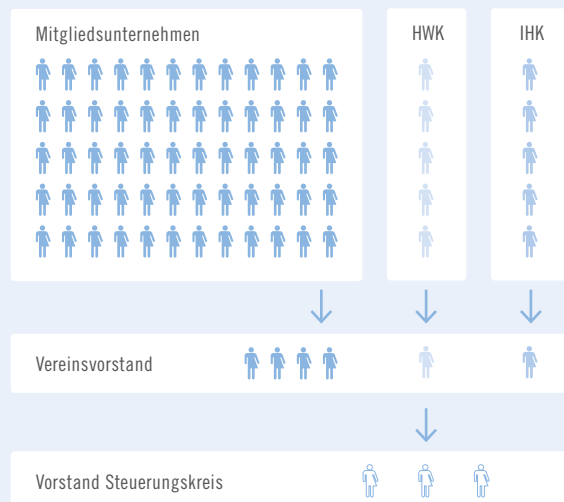 Mitgliedsunternehmen
HWK
IHK
Vereinsvorstand
Vorstand Steuerungskreis